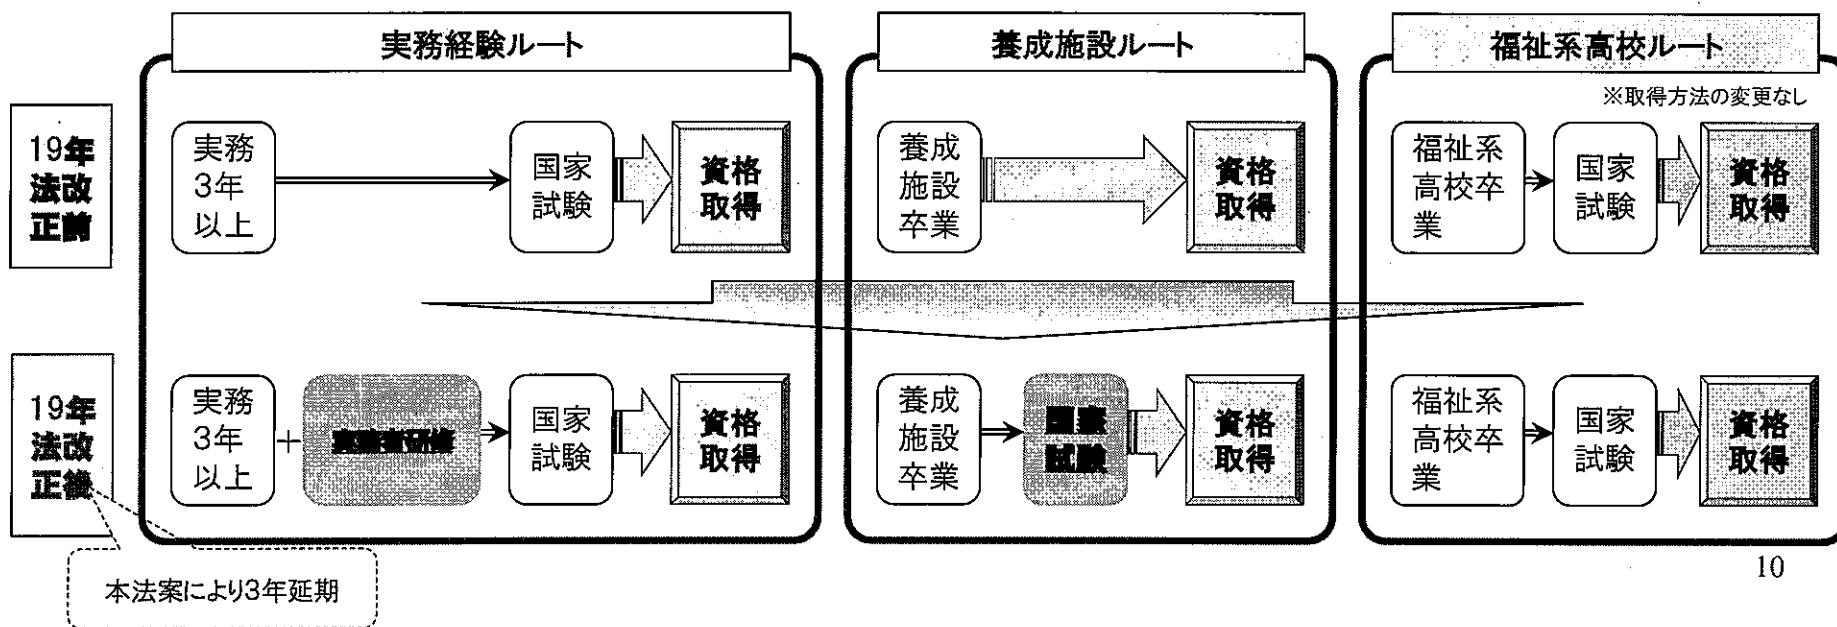 実務経験ルート
養成施設ルート
福祉系高校ルート
※取得方法の変更なし
19年
法改
正前
実務
3年
以上
国家
試験
資格
取得
養成
施設
卒業
資格
取得
福祉系
高校卒
業
国家
試験
資格
取得
19年
法改
正後
実務
3年
以上
+
実務者研修
国家
試験
資格
取得
養成
施設
卒業
国家
試験
資格
取得
福祉系
高校卒
業
国家
試験
資格
取得
本法案により3年延期
10